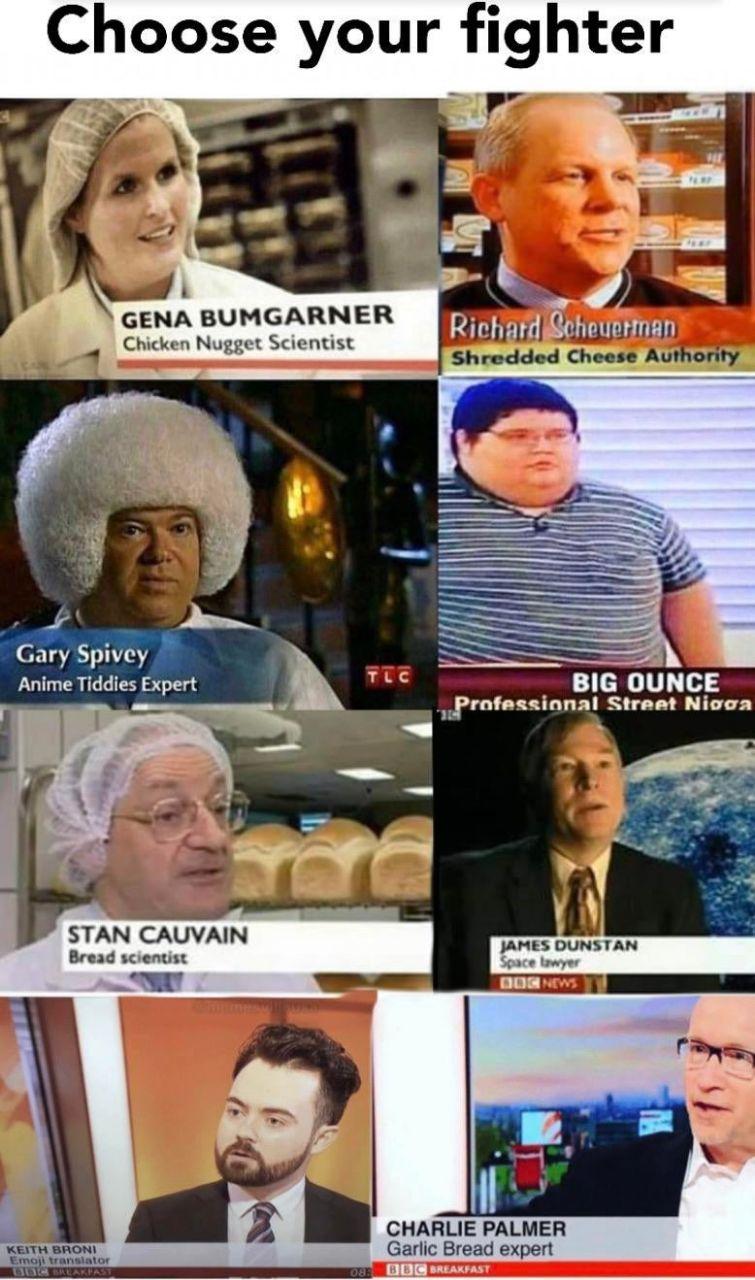 Choose your fighter
GENA BUMGARNER
Chicken Nugget Scientist
Richard Scheuerman
Shredded Cheese Authority
Gary Spivey
Anime Tiddies Expert
TLC
BIG OUNCE
Professional Street Nigga
STAN CAUVAIN
Bread scientist
JAMES DUNSTAN
Space lawyer
BBC NEWS
KEITH BRONI
Emoji translator
BBC BREAKFAST
08:
CHARLIE PALMER
Garlic Bread expert
BBC BREAKFAST